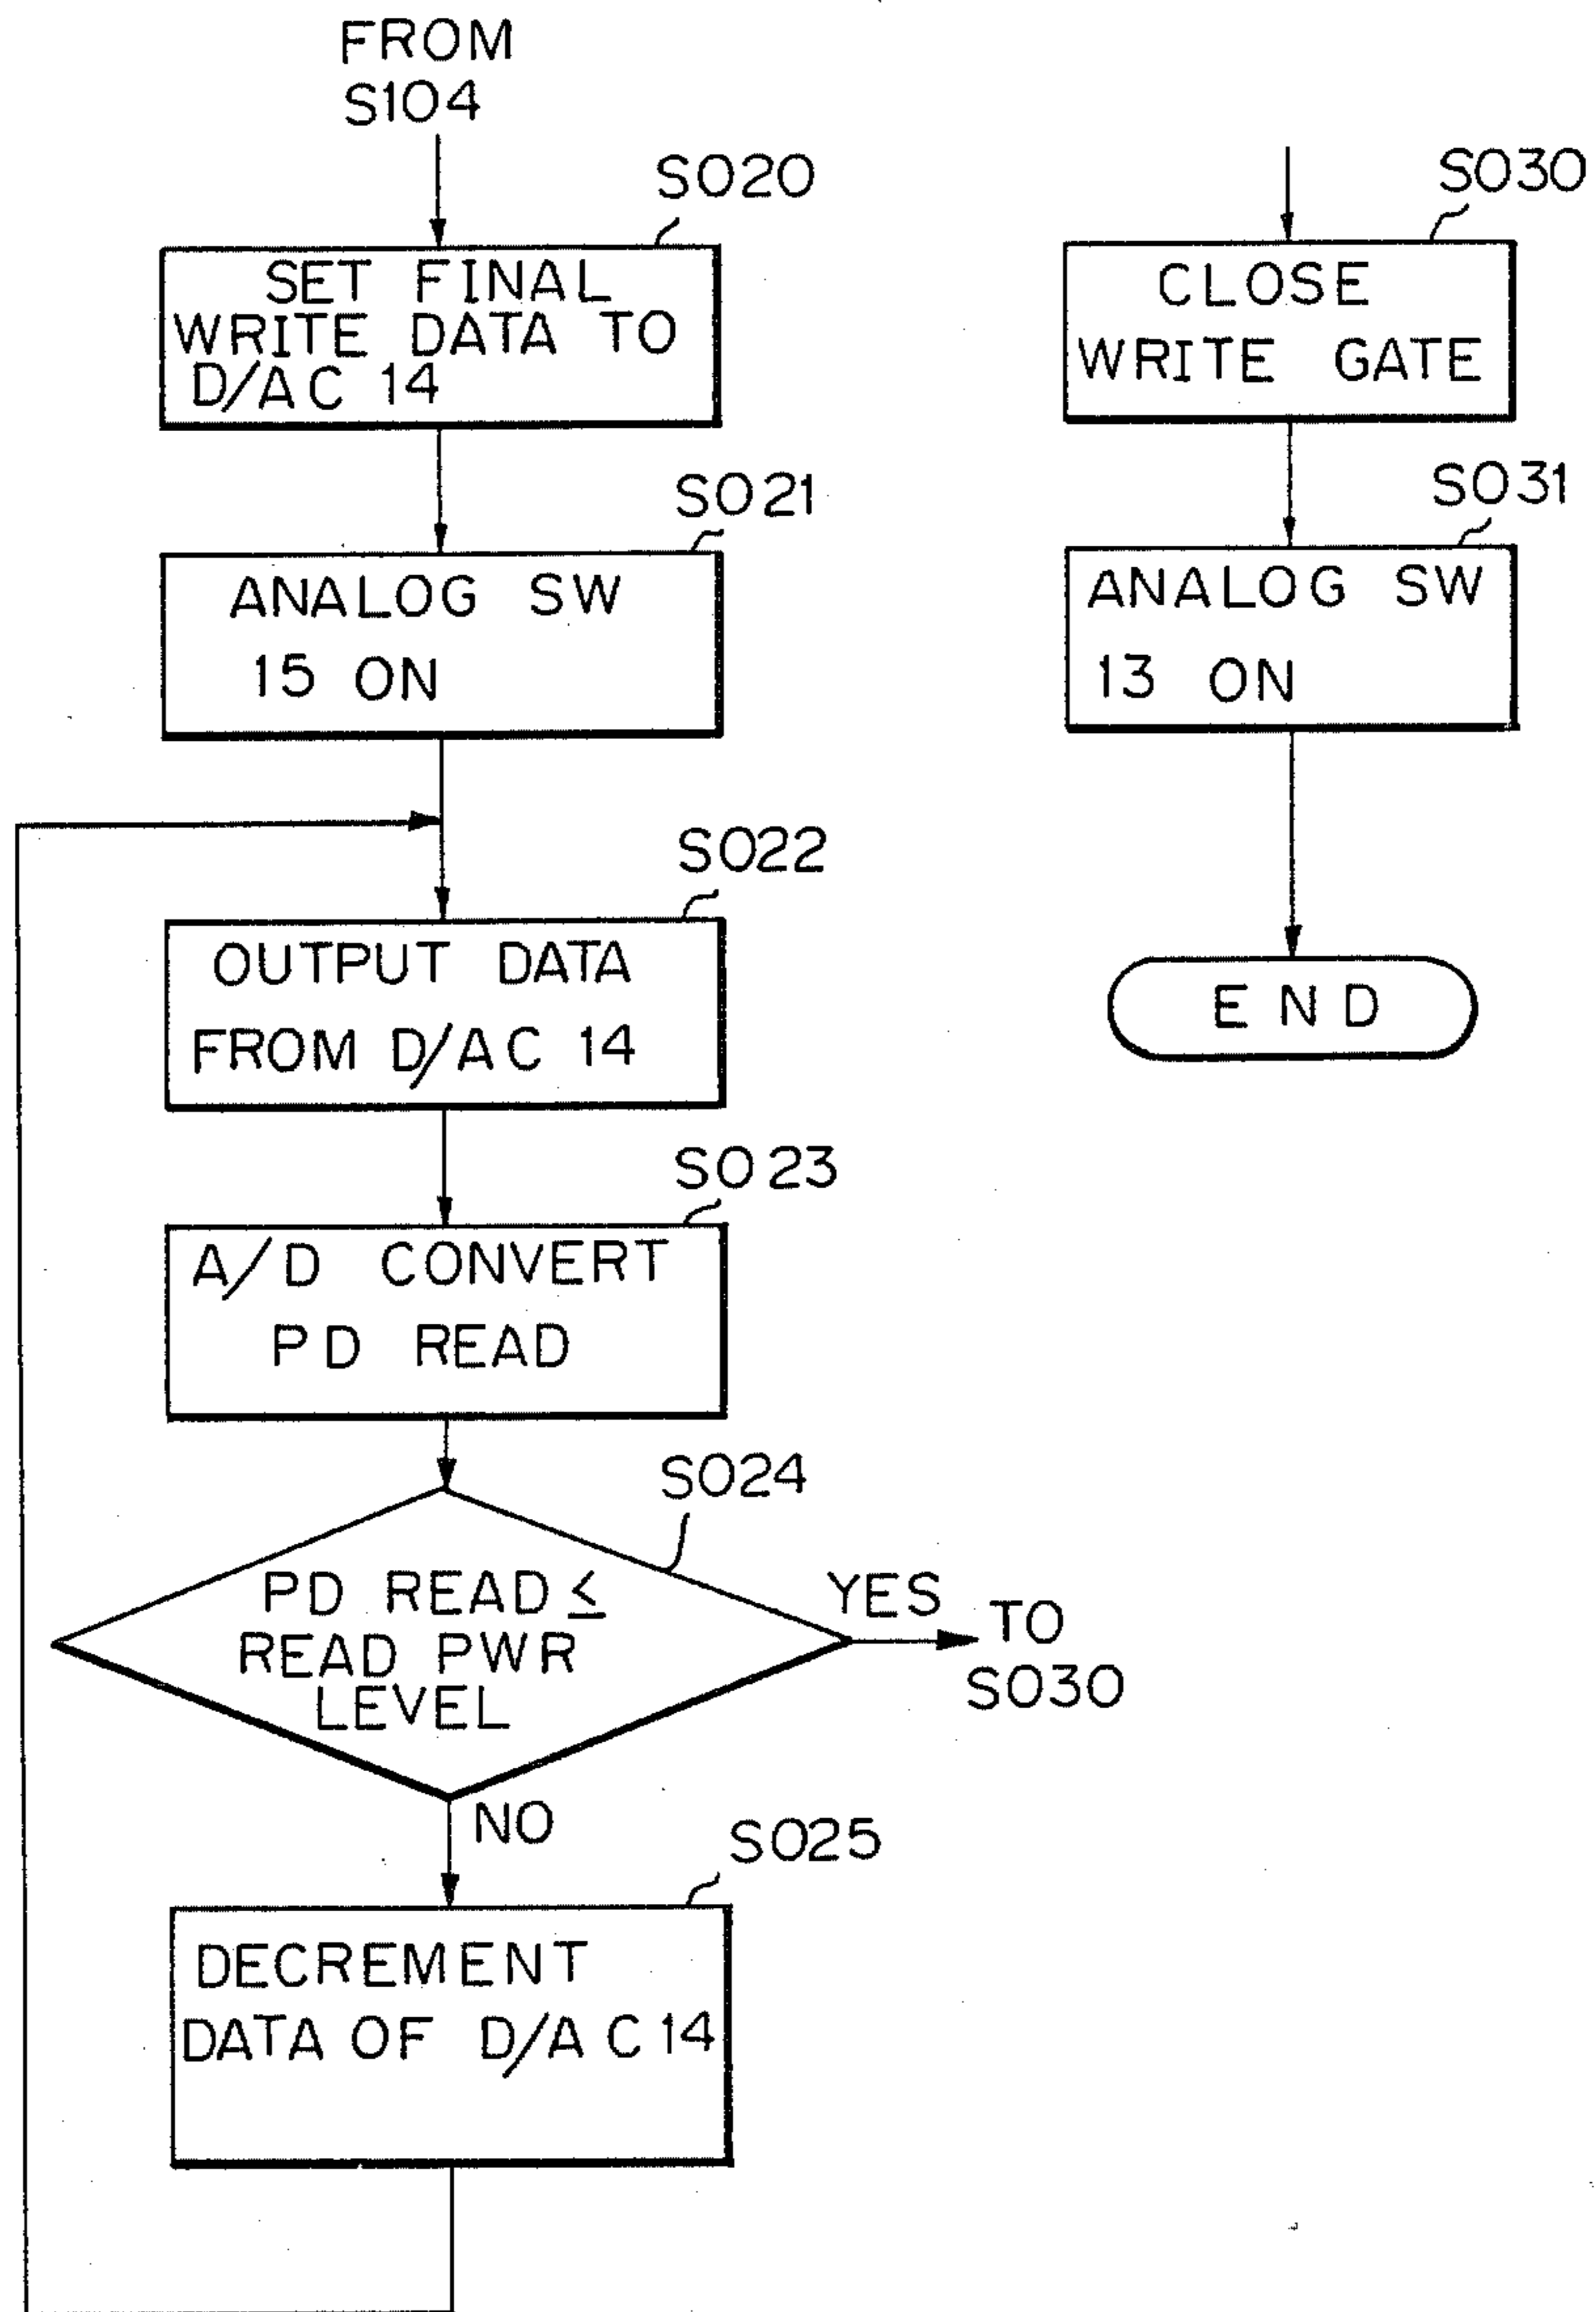 FROM
S104
S020
SET FINAL
WRITE DATA TO
D/AC 14
S021
ANALOG SW
15 ON
S022
OUTPUT DATA
FROM D/AC 14
S023
A/D CONVERT
PD READ
S024
PD READ ≤
READ PWR
LEVEL
YES
TO
S030
NO
S025
DECREMENT
DATA OF D/AC 14
S030
CLOSE
WRITE GATE
S031
ANALOG SW
13 ON
END